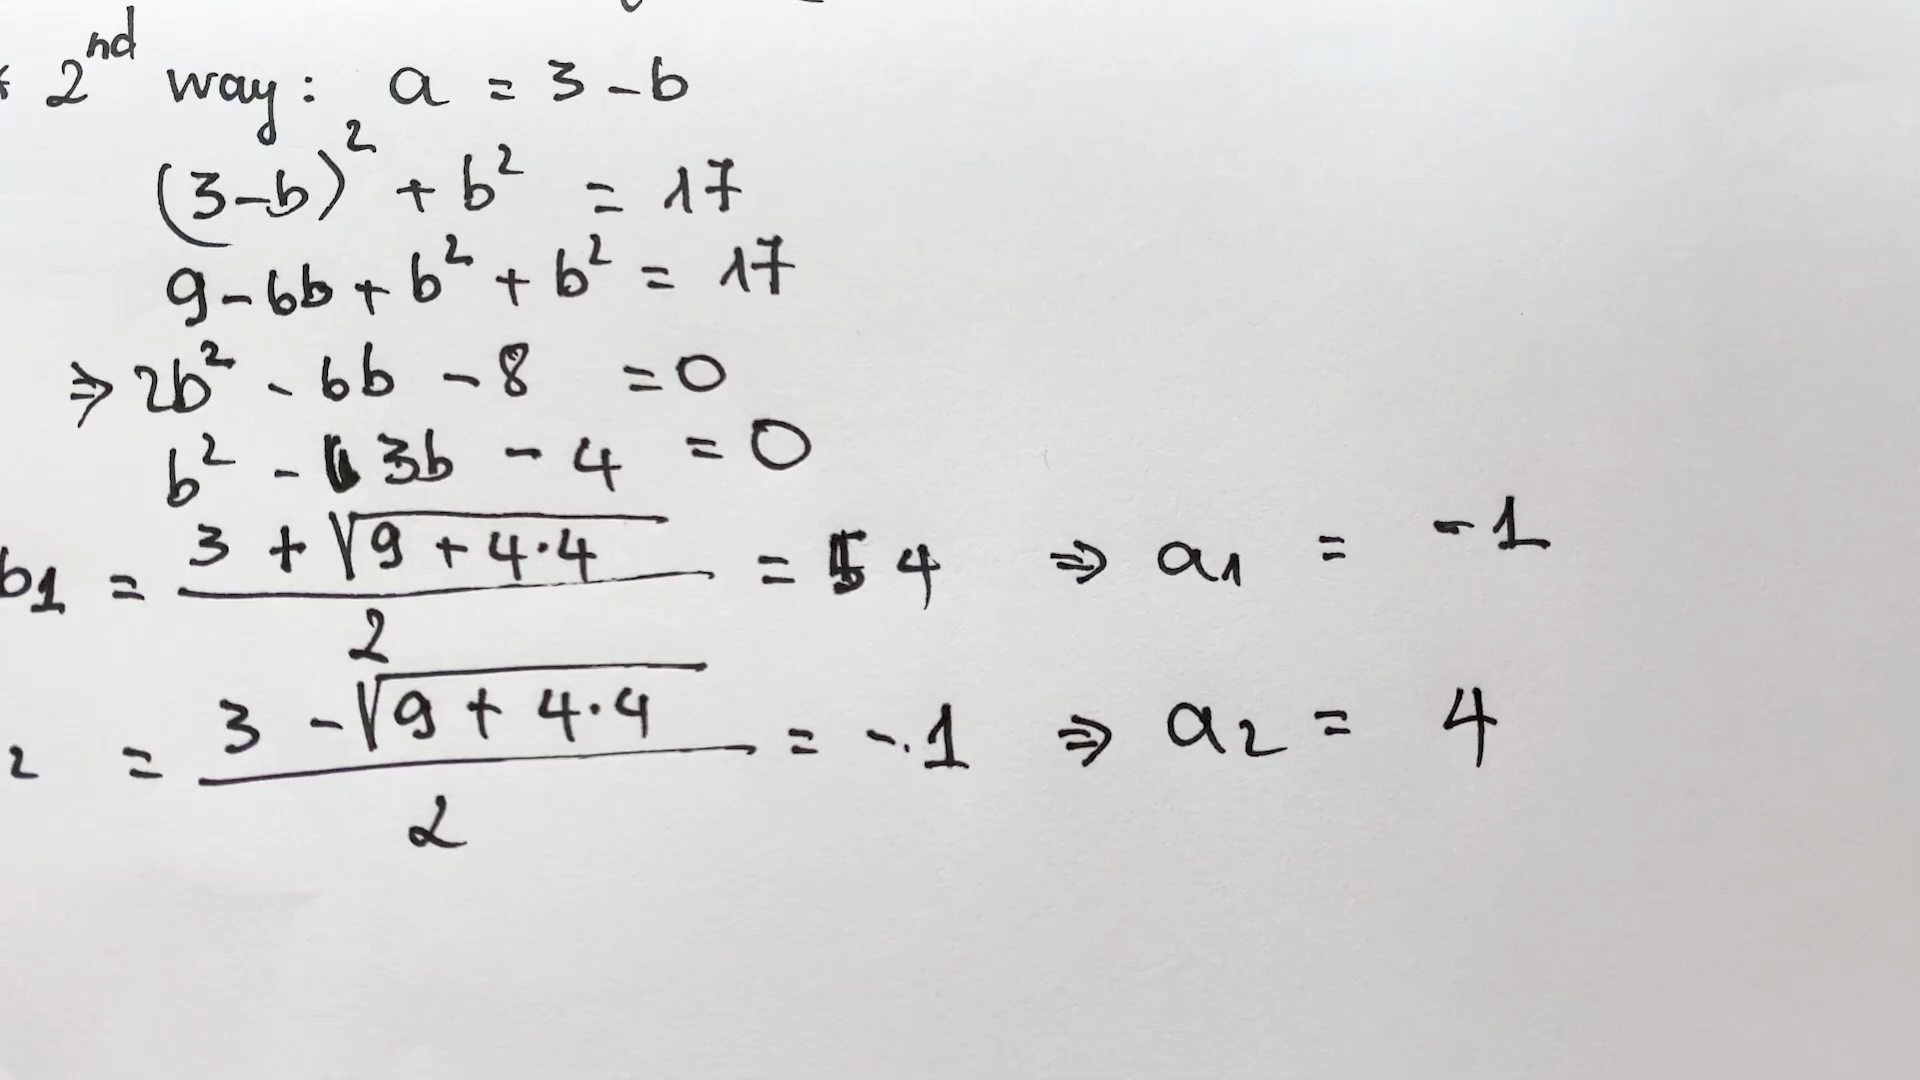 2nd way: a = 3 - b
(3-b)² + b² = 17
9 - 6b + b² + b² = 17
⇒ 2b² - 6b - 8 = 0
b² - 3b - 4 = 0
b1 = (3 + √(9 + 4·4))/2 = 4 ⇒ a1 = -1
2 = (3 - √(9 + 4·4))/2 = -1 ⇒ a2 = 4